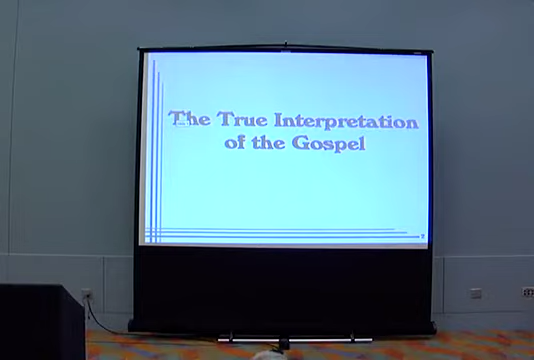 The True Interpretation
of the Gospel